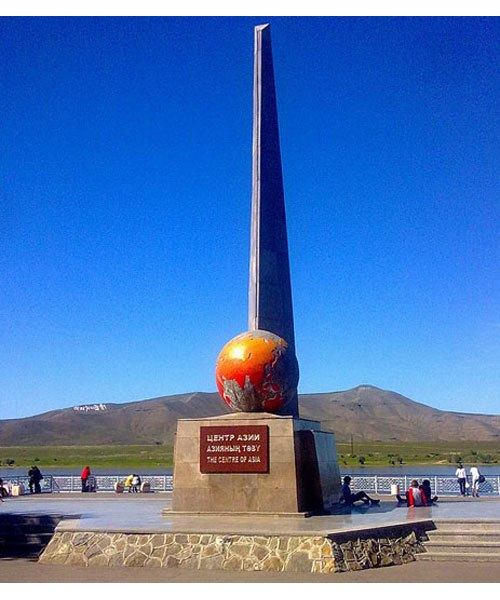 ЦЕНТР АЗИИ
АЗИЯНЫҢ ТӨВҮ
THE CENTRE OF ASIA